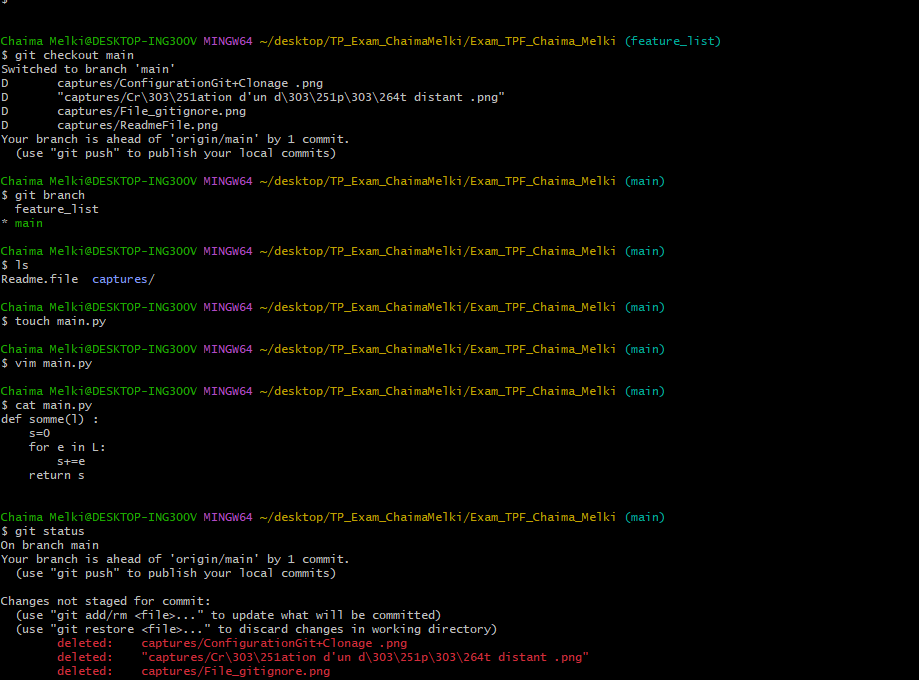 $
Chaima Melki@DESKTOP-ING3OOV MINGW64 ~/desktop/TP_Exam_ChaimaMelki/Exam_TPF_Chaima_Melki (feature_list)
$ git checkout main
Switched to branch 'main'
D       captures/ConfigurationGit+Clonage .png
D       "captures/Cr\303\251ation d'un d\303\251p\303\264t distant .png"
D       captures/File_gitignore.png
D       captures/ReadmeFile.png
Your branch is ahead of 'origin/main' by 1 commit.
  (use "git push" to publish your local commits)
Chaima Melki@DESKTOP-ING3OOV MINGW64 ~/desktop/TP_Exam_ChaimaMelki/Exam_TPF_Chaima_Melki (main)
$ git branch
  feature_list
* main
Chaima Melki@DESKTOP-ING3OOV MINGW64 ~/desktop/TP_Exam_ChaimaMelki/Exam_TPF_Chaima_Melki (main)
$ ls
Readme.file  captures/
Chaima Melki@DESKTOP-ING3OOV MINGW64 ~/desktop/TP_Exam_ChaimaMelki/Exam_TPF_Chaima_Melki (main)
$ touch main.py
Chaima Melki@DESKTOP-ING3OOV MINGW64 ~/desktop/TP_Exam_ChaimaMelki/Exam_TPF_Chaima_Melki (main)
$ vim main.py
Chaima Melki@DESKTOP-ING3OOV MINGW64 ~/desktop/TP_Exam_ChaimaMelki/Exam_TPF_Chaima_Melki (main)
$ cat main.py
def somme(l) :
    s=0
    for e in L:
        s+=e
    return s
Chaima Melki@DESKTOP-ING3OOV MINGW64 ~/desktop/TP_Exam_ChaimaMelki/Exam_TPF_Chaima_Melki (main)
$ git status
On branch main
Your branch is ahead of 'origin/main' by 1 commit.
  (use "git push" to publish your local commits)
Changes not staged for commit:
  (use "git add/rm <file>..." to update what will be committed)
  (use "git restore <file>..." to discard changes in working directory)
        deleted:    captures/ConfigurationGit+Clonage .png
        deleted:    "captures/Cr\303\251ation d'un d\303\251p\303\264t distant .png"
        deleted:    captures/File_gitignore.png